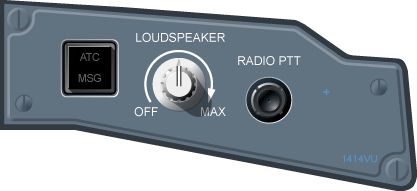 ATC
MSG
LOUDSPEAKER
OFF
MAX
RADIO PTT
1414VU